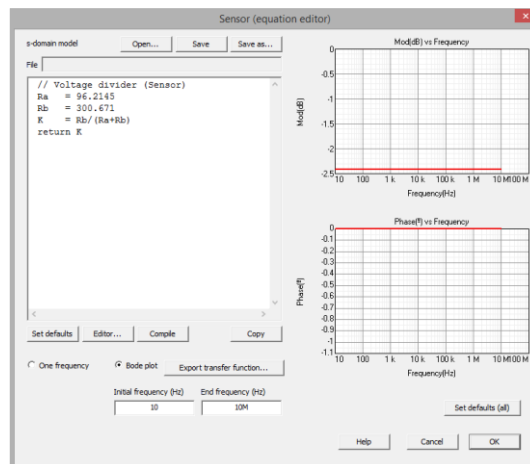 Sensor (equation editor)
x
s-domain model
Open...
Save
Save as...
File
// Voltage divider (Sensor)
Ra = 96.2145
Rb = 300.671
K = Rb/(Ra+Rb)
return K
Set defaults
Editor...
Compile
Copy
One frequency
Bode plot
Export transfer function...
Initial frequency (Hz)
End frequency (Hz)
10
10M
Mod(dB) vs Frequency
Mod(dB)
0
-0.5
-1
-1.5
-2
-2.5
10 100 1 k 10 k 100 k 1 M 10 M 100 M
Frequency(Hz)
Phase(º) vs Frequency
Phase(º)
0
-0.1
-0.2
-0.3
-0.4
-0.5
-0.6
-0.7
-0.8
-0.9
-1
-1.1
10 100 1 k 10 k 100 k 1 M 10 M 100 M
Frequency(Hz)
Set defaults (all)
Help
Cancel
OK